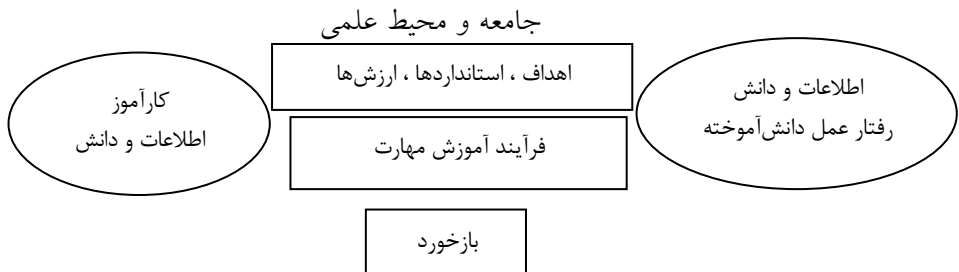 جامعه و محیط علمی
اهداف ، استانداردها ، ارزش‌ها
اطلاعات و دانش
رفتار عمل دانش‌آموخته
کارآموز
اطلاعات و دانش
فرآیند آموزش مهارت
بازخورد